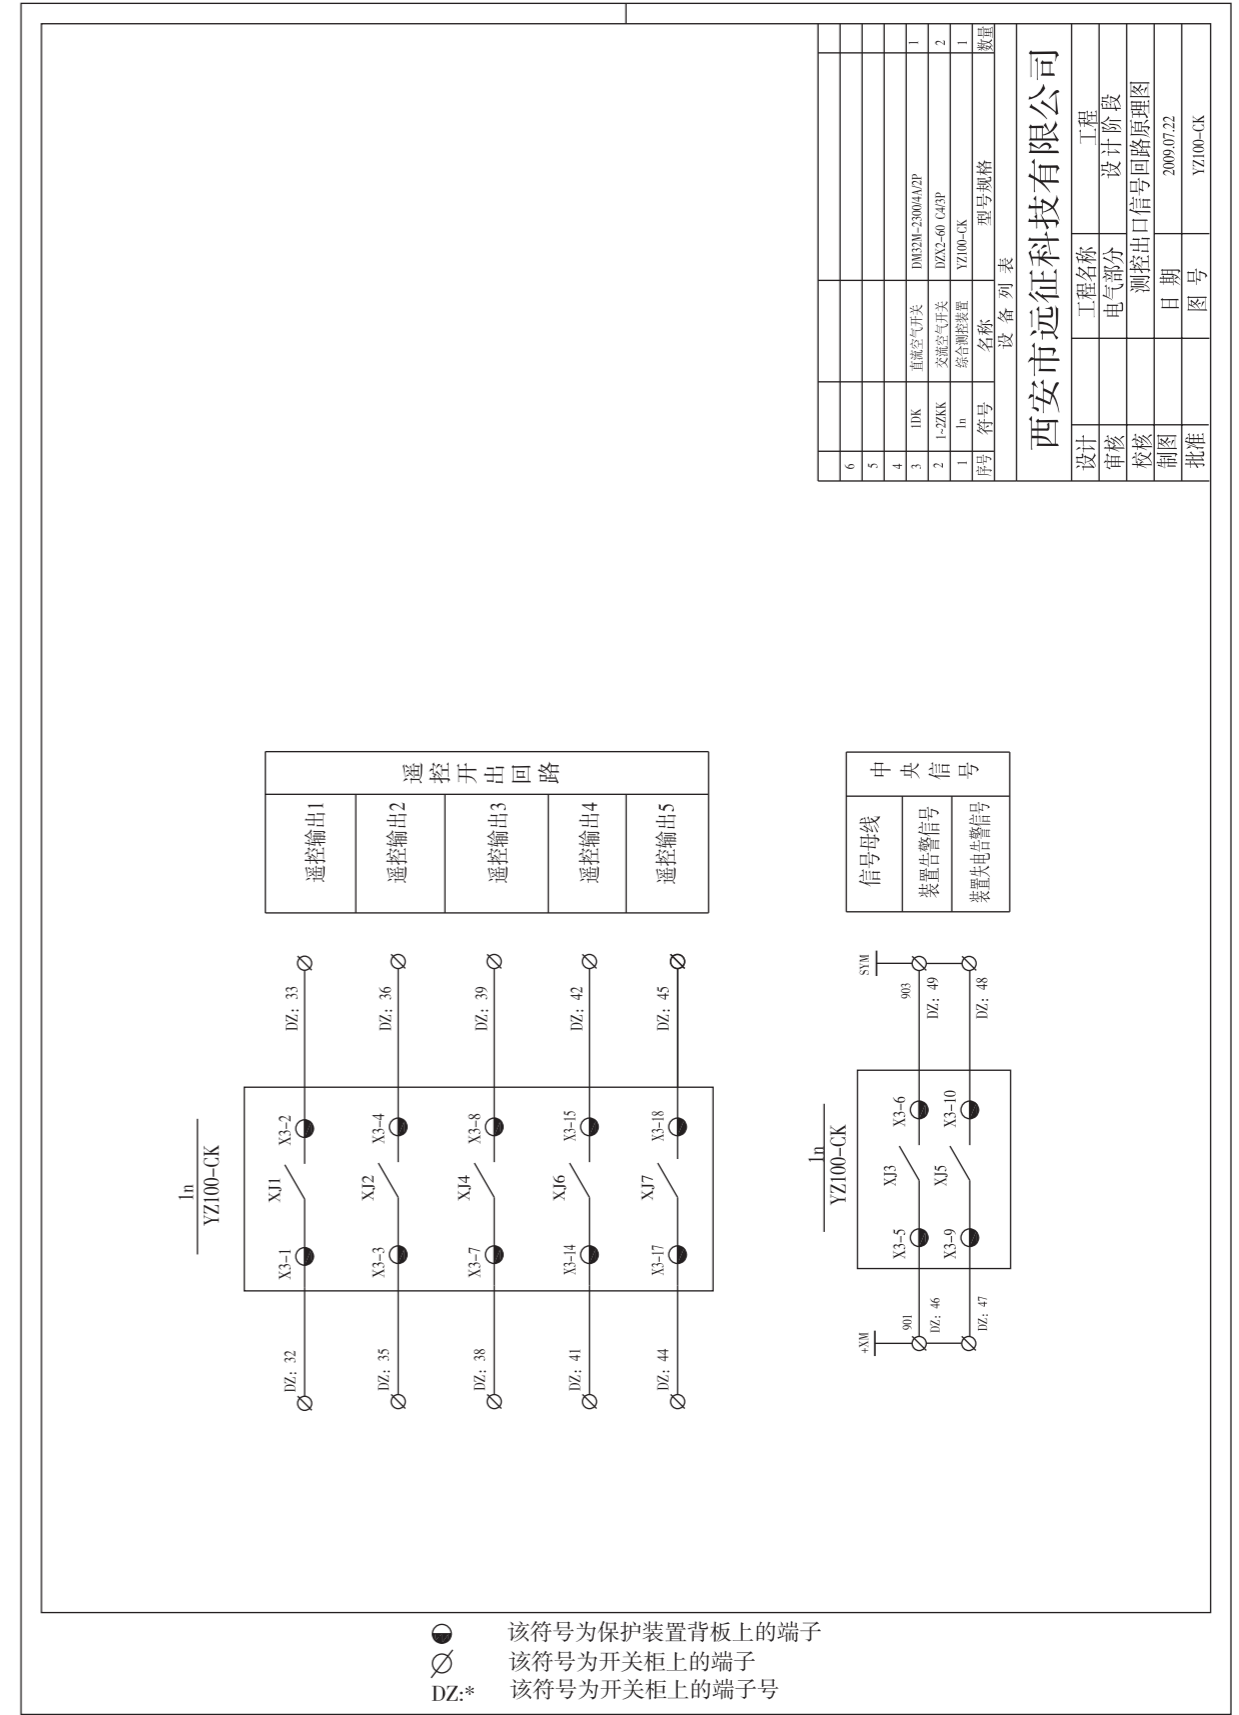 1n
YZ100-CK
DZ: 32
X3-1
XJ1
X3-2
DZ: 33
遥控输出1
DZ: 35
X3-3
XJ2
X3-4
DZ: 36
遥控输出2
DZ: 38
X3-7
XJ4
X3-8
DZ: 39
遥控输出3
DZ: 41
X3-14
XJ6
X3-15
DZ: 42
遥控输出4
DZ: 44
X3-17
XJ7
X3-18
DZ: 45
遥控输出5
遥控开出回路
1n
YZ100-CK
+XM
SYM
信号母线
901
DZ: 46
X3-5
XJ3
X3-6
903
DZ: 49
装置告警信号
DZ: 47
X3-9
XJ5
X3-10
DZ: 48
装置失电告警信号
中央信号
6
5
4
3 1DK 直流空气开关 DM32M-2300/4A/2P 1
2 1~2ZKK 交流空气开关 DZX2-60 C4/3P 2
1 1n 综合测控装置 YZ100-CK 1
序号 符号 名称 型号规格 数量
设备列表
西安市远征科技有限公司
设计 工程名称 工程
审核 电气部分 设计阶段
校核 测控出口信号回路原理图
制图 日期 2009.07.22
批准 图号 YZ100-CK
该符号为保护装置背板上的端子
该符号为开关柜上的端子
DZ:* 该符号为开关柜上的端子号